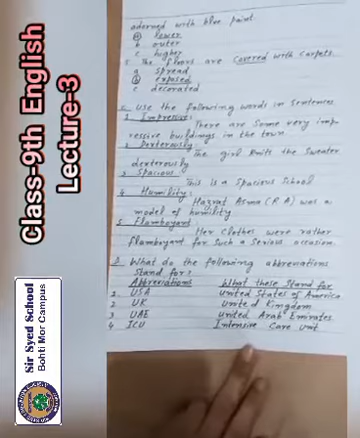 Class-9th English
Lecture-3
Sir Syed School
Bohti Mor Campus
adorned with blue paint
a lower
b outer
c higher
5 The floors are covered with carpets.
a spread
b exposed
c decorated
C Use the following words in Sentences
1 Impressive:
There are Some very imp-
ressive buildings in the town
2 Dexterously
The girl knits the Sweater
dexterously
3 Spacious:
This is a Spacious School
4 Humility:
Hazrat Asma (R.A) was a
model of humility
5 Flamboyant:
Her clothes were rather
flamboyant for Such a Serious occasion.
What do the following abbreviations
Stand for?
Abbreviations What these Stand for
1. USA United States of America
2 UK United Kingdom
3 UAE United Arab Emirates
4 ICU Intensive Care Unit